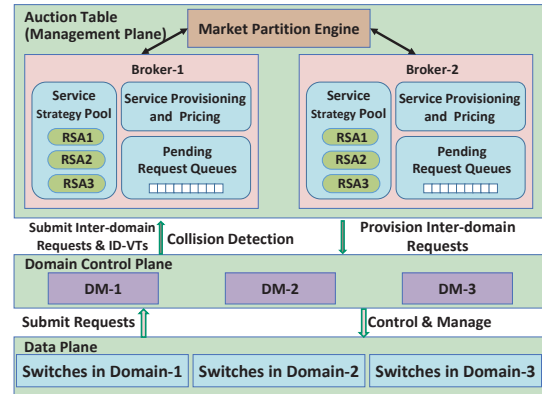 Auction Table
(Management Plane)
Market Partition Engine
Broker-1
Service
Strategy Pool
RSA1
RSA2
RSA3
Service Provisioning
and Pricing
Pending
Request Queues
Broker-2
Service
Strategy Pool
RSA1
RSA2
RSA3
Service Provisioning
and Pricing
Pending
Request Queues
Submit Inter-domain
Requests & ID-VTs
Collision Detection
Provision Inter-domain
Requests
Domain Control Plane
DM-1
DM-2
DM-3
Submit Requests
Control & Manage
Data Plane
Switches in Domain-1
Switches in Domain-2
Switches in Domain-3